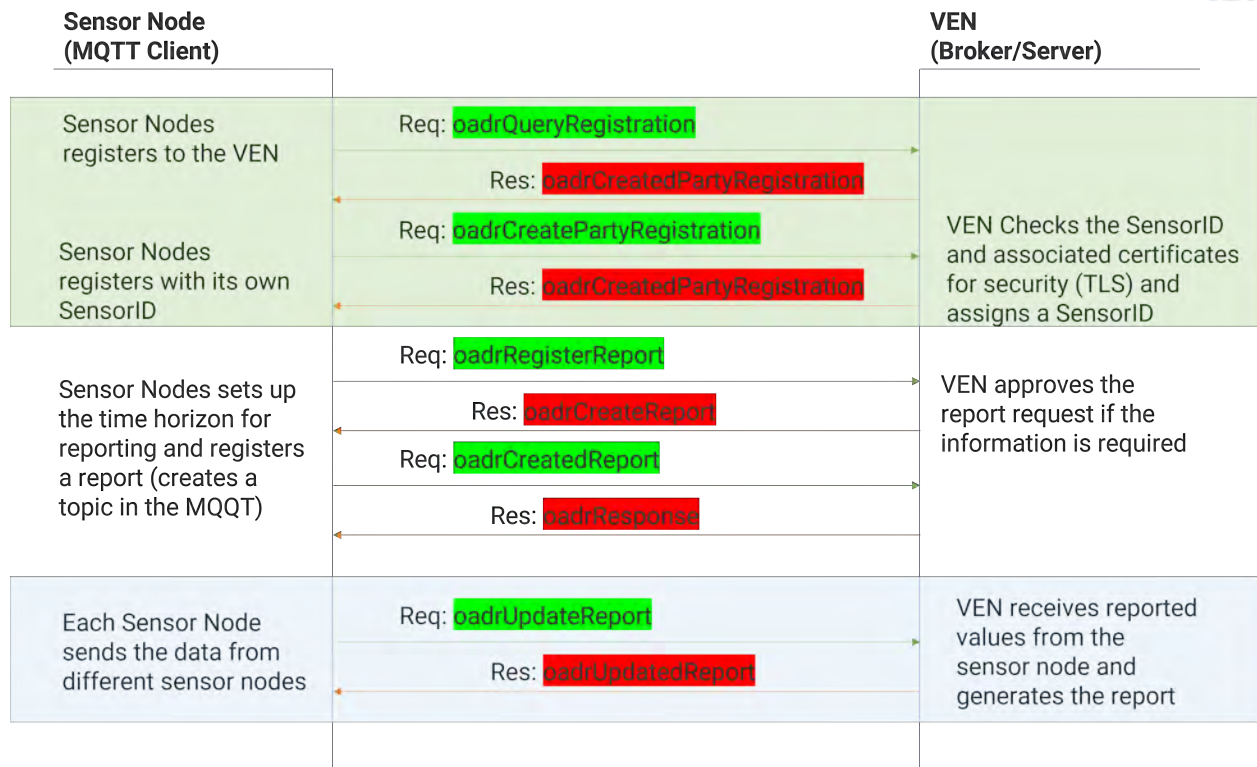 Sensor Node
(MQTT Client)
VEN
(Broker/Server)
Sensor Nodes
registers to the VEN
Req: oadrQueryRegistration
Res: oadrCreatedPartyRegistration
Req: oadrCreatePartyRegistration
Res: oadrCreatedPartyRegistration
Sensor Nodes
registers with its own
SensorID
VEN Checks the SensorID
and associated certificates
for security (TLS) and
assigns a SensorID
Req: oadrRegisterReport
Res: oadrCreateReport
Req: oadrCreatedReport
Res: oadrResponse
Sensor Nodes sets up
the time horizon for
reporting and registers
a report (creates a
topic in the MQQT)
VEN approves the
report request if the
information is required
Each Sensor Node
sends the data from
different sensor nodes
Req: oadrUpdateReport
Res: oadrUpdatedReport
VEN receives reported
values from the
sensor node and
generates the report